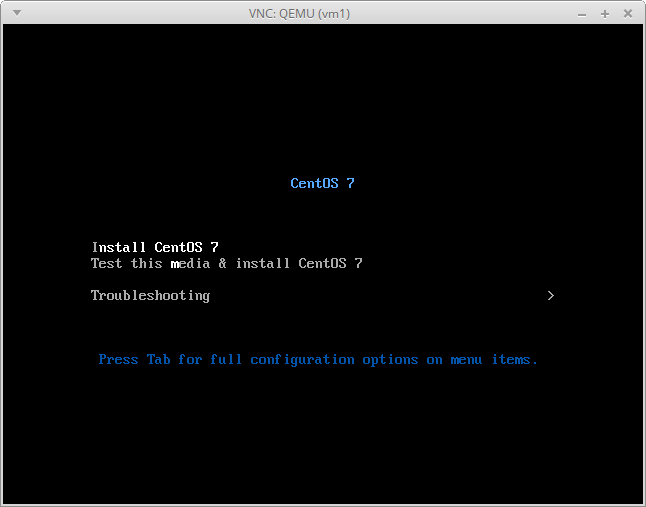 VNC: QEMU (vm1)
CentOS 7
Install CentOS 7
Test this media & install CentOS 7
Troubleshooting >
Press Tab for full configuration options on menu items.